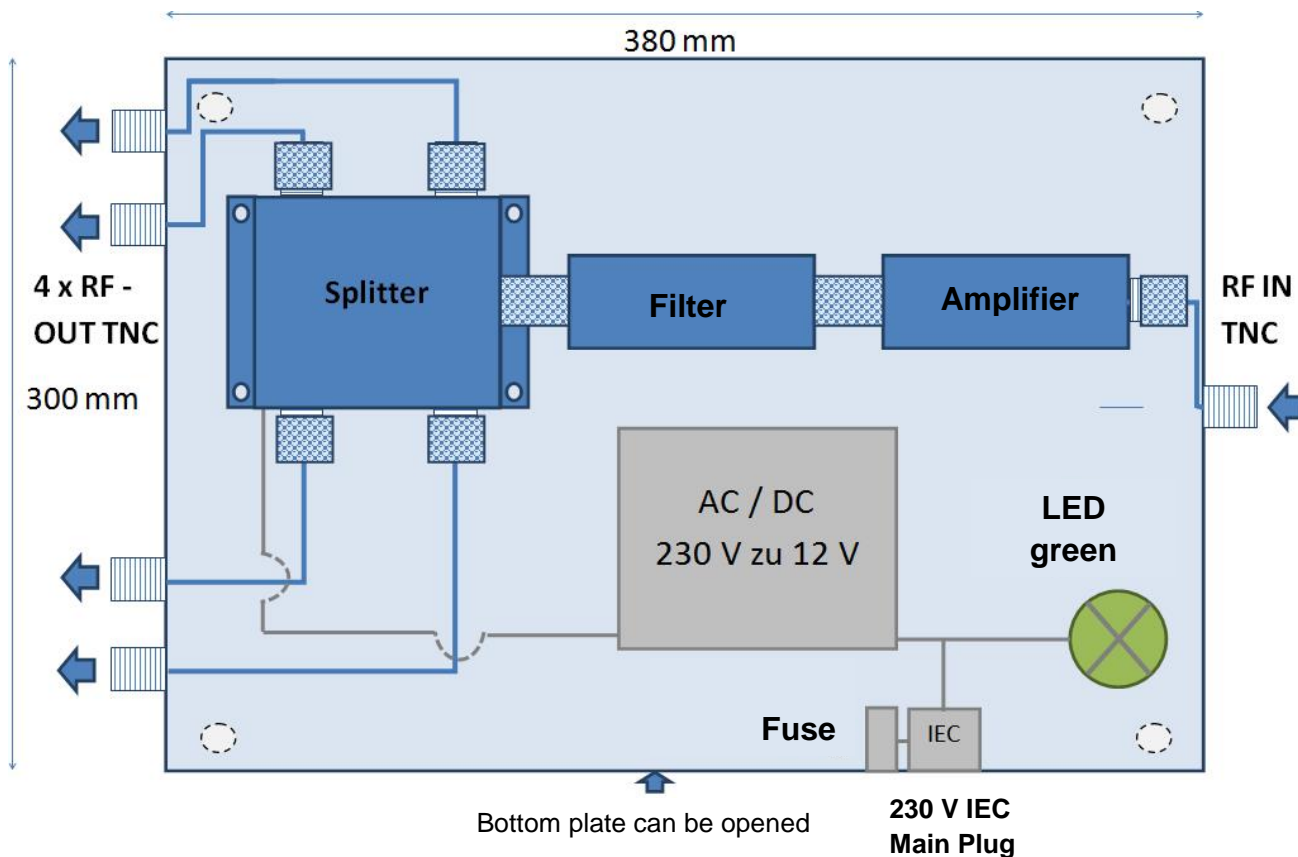 380 mm
4 x RF -
OUT TNC
300 mm
Splitter
Filter
Amplifier
RF IN
TNC
AC / DC
230 V zu 12 V
LED
green
Fuse
IEC
Bottom plate can be opened
230 V IEC
Main Plug